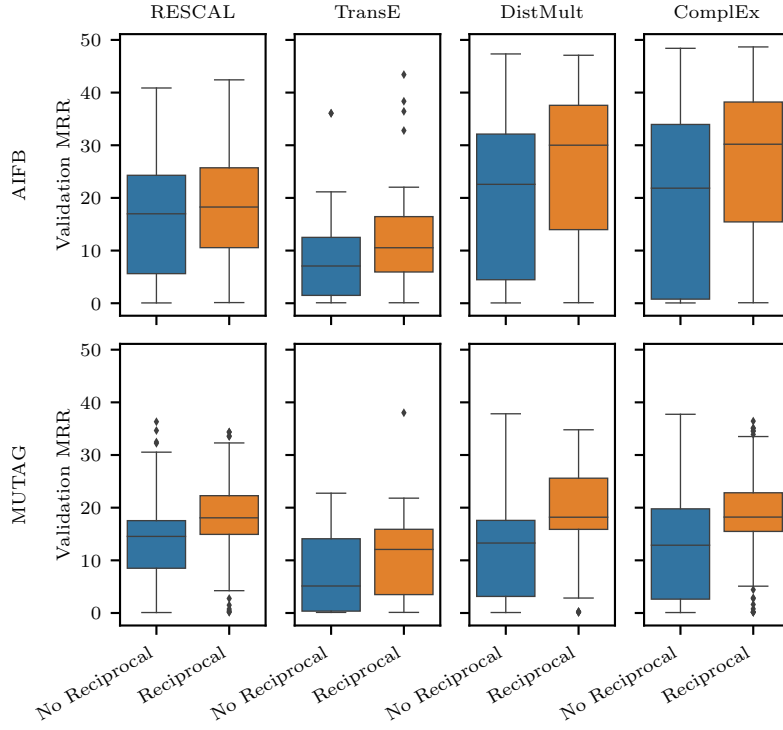 RESCAL TransE DistMult ComplEx
AIFB
Validation MRR
50
40
30
20
10
0
MUTAG
Validation MRR
50
40
30
20
10
0
No Reciprocal Reciprocal No Reciprocal Reciprocal No Reciprocal Reciprocal No Reciprocal Reciprocal